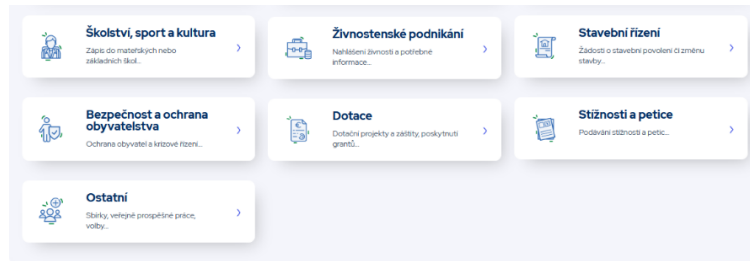 Školství, sport a kultura
Zápis do mateřských nebo
základních škol...
Živnostenské podnikání
Nahlášení živnosti a potřebné
informace...
Stavební řízení
Žádosti o stavební povolení či změnu
stavby...
Bezpečnost a ochrana
obyvatelstva
Ochrana obyvatel a krizové řízení...
Dotace
Dotační projekty a záštity, poskytnutí
grantů...
Stížnosti a petice
Podávání stížností a petic...
Ostatní
Sbírky, veřejně prospěšné práce,
volby...